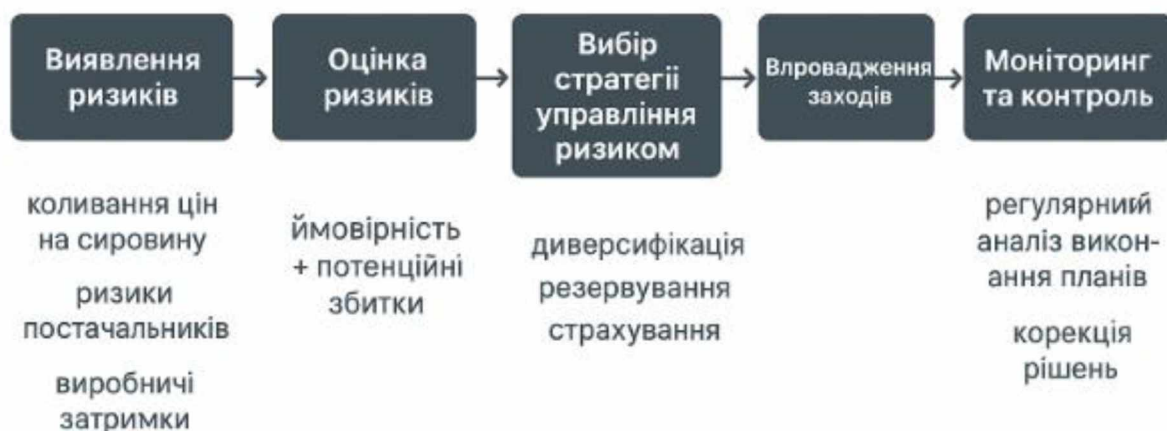 Виявлення
ризиків
Оцінка
ризиків
Вибір
стратегії
управління
ризиком
Влровадження
заходів
Моніторинг
та контроль
коливання цін
на сировину
ризики
постачальників
виробничі
затримки
ймовірність
+ потенційні
збитки
диверсифікація
резервування
страхування
регулярний
аналіз викон-
ання планів
корекція
рішень